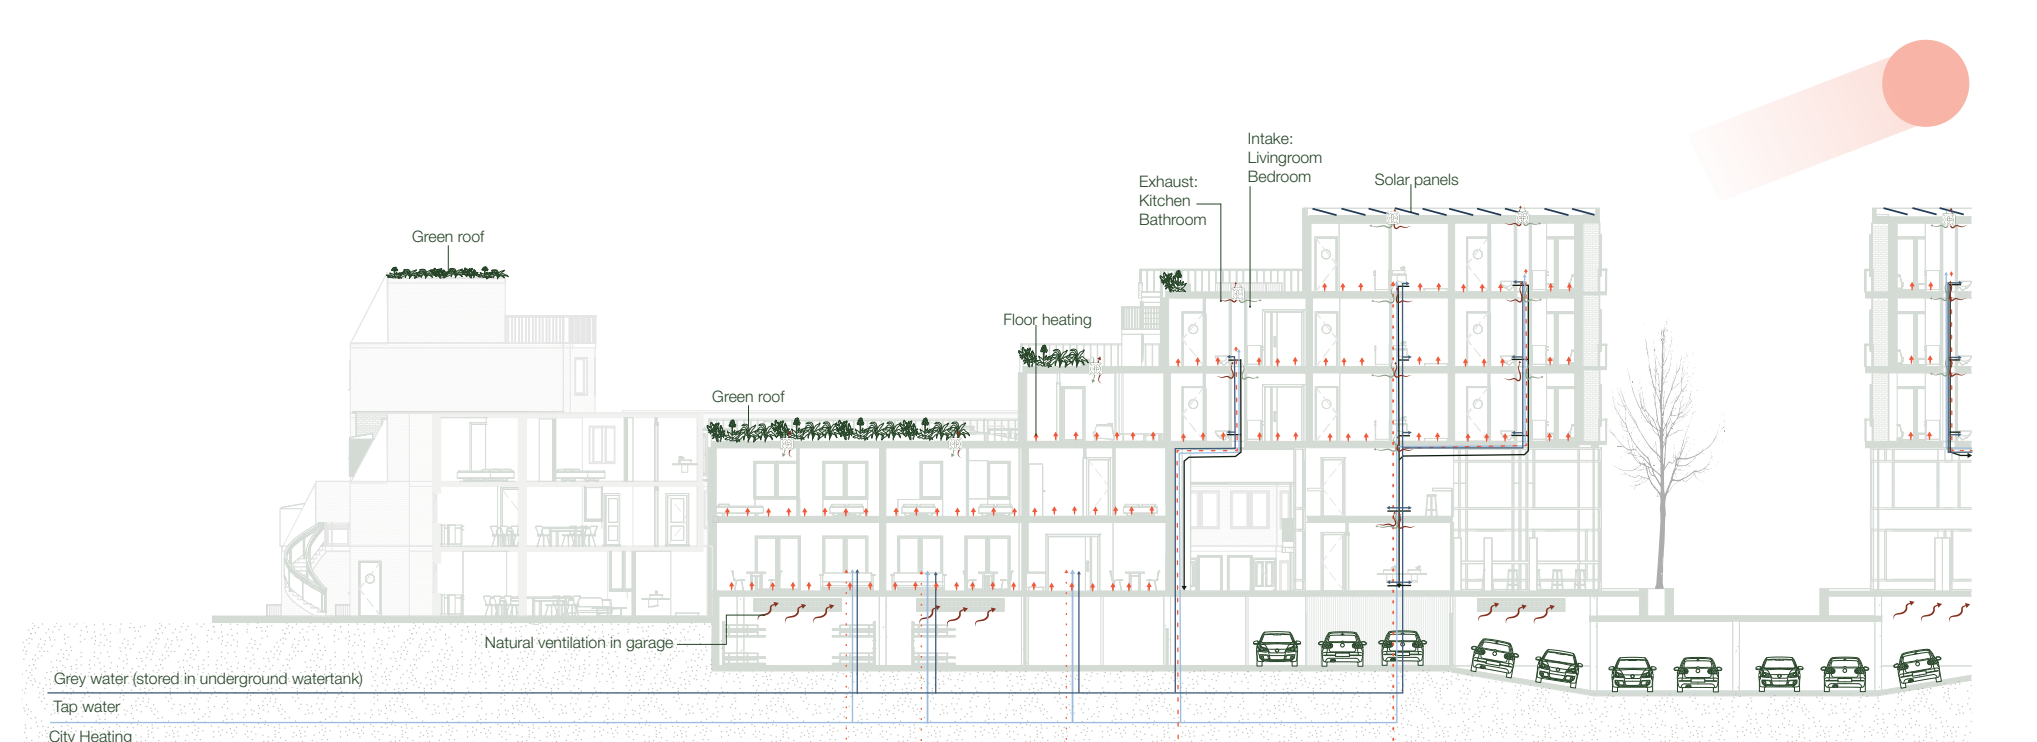 Intake:
Livingroom
Bedroom
Exhaust:
Kitchen
Bathroom
Solar panels
Green roof
Floor heating
Green roof
Natural ventilation in garage
Grey water (stored in underground watertank)
Tap water
City Heating